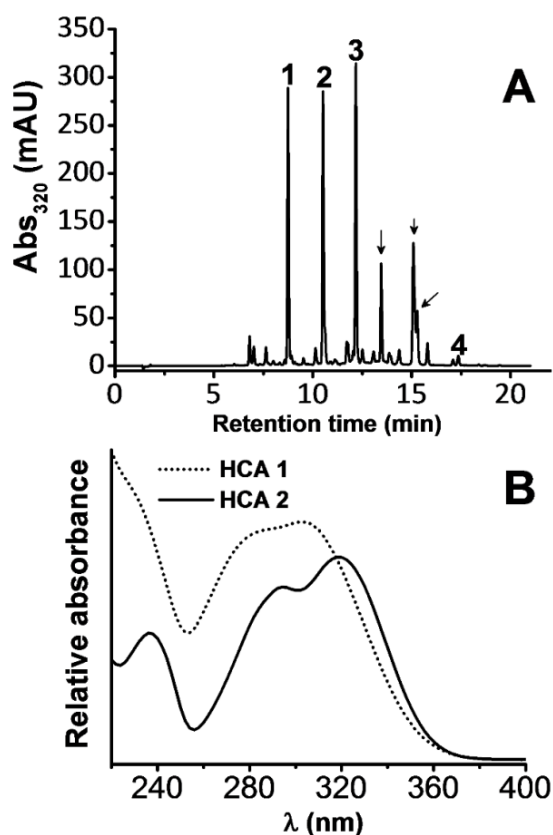 A
Abs320 (mAU)
350
300
250
200
150
100
50
0
1
2
3
4
0
5
10
15
20
Retention time (min)
B
HCA 1
HCA 2
Relative absorbance
240
280
320
360
400
λ (nm)